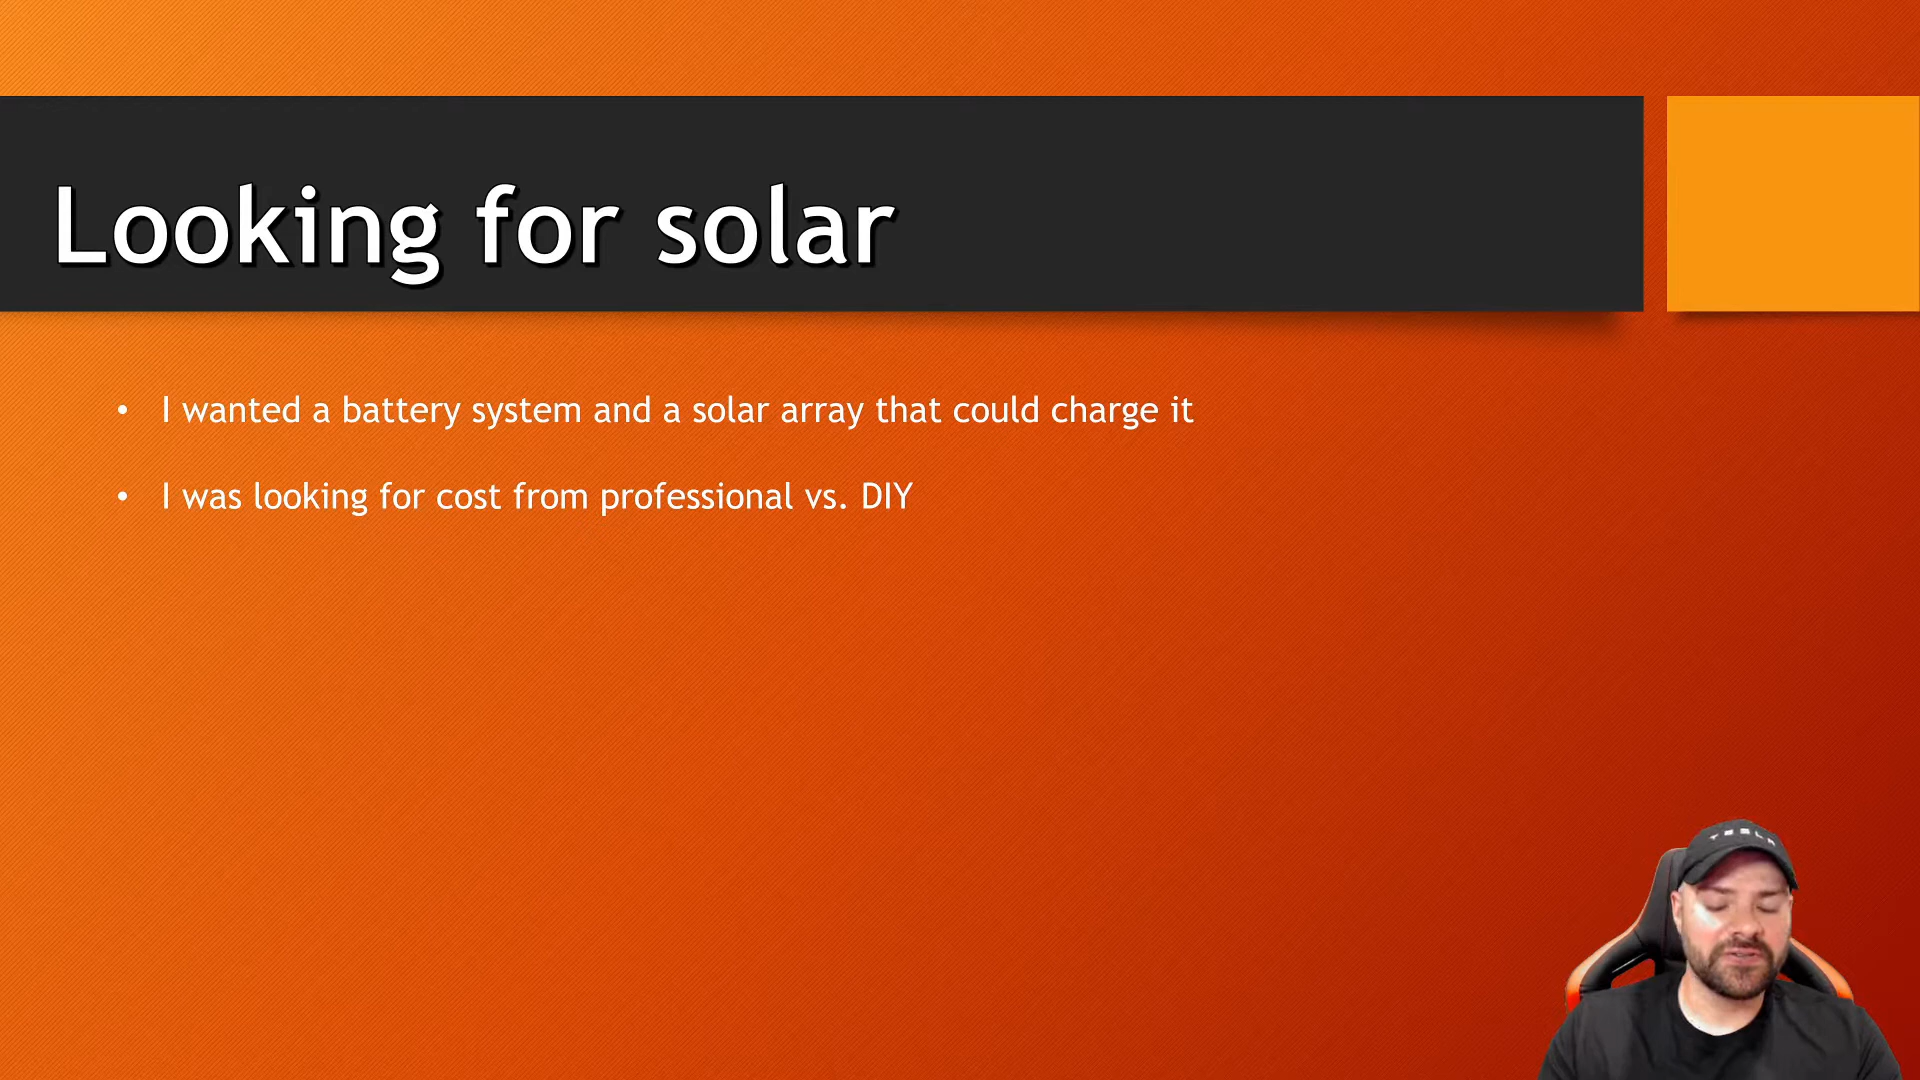 Looking for solar
• I wanted a battery system and a solar array that could charge it
• I was looking for cost from professional vs. DIY
TESLA